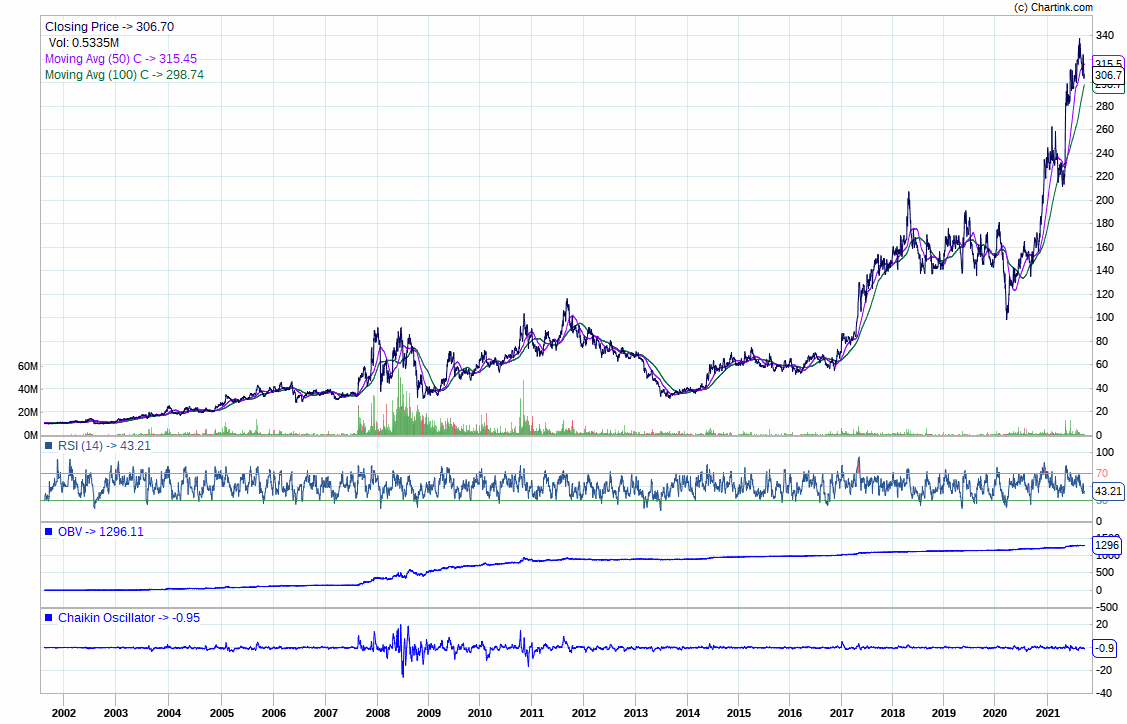 (c) Chartink.com
Closing Price -> 306.70
Vol: 0.5335M
Moving Avg (50) C -> 315.45
Moving Avg (100) C -> 298.74
340
315.5
306.7
280
260
240
220
200
180
160
140
120
100
80
60
40
20
0
60M
40M
20M
0M
RSI (14) -> 43.21
100
70
43.21
0
OBV -> 1296.11
1296
1000
500
0
-500
Chaikin Oscillator -> -0.95
20
-0.9
-20
-40
2002 2003 2004 2005 2006 2007 2008 2009 2010 2011 2012 2013 2014 2015 2016 2017 2018 2019 2020 2021